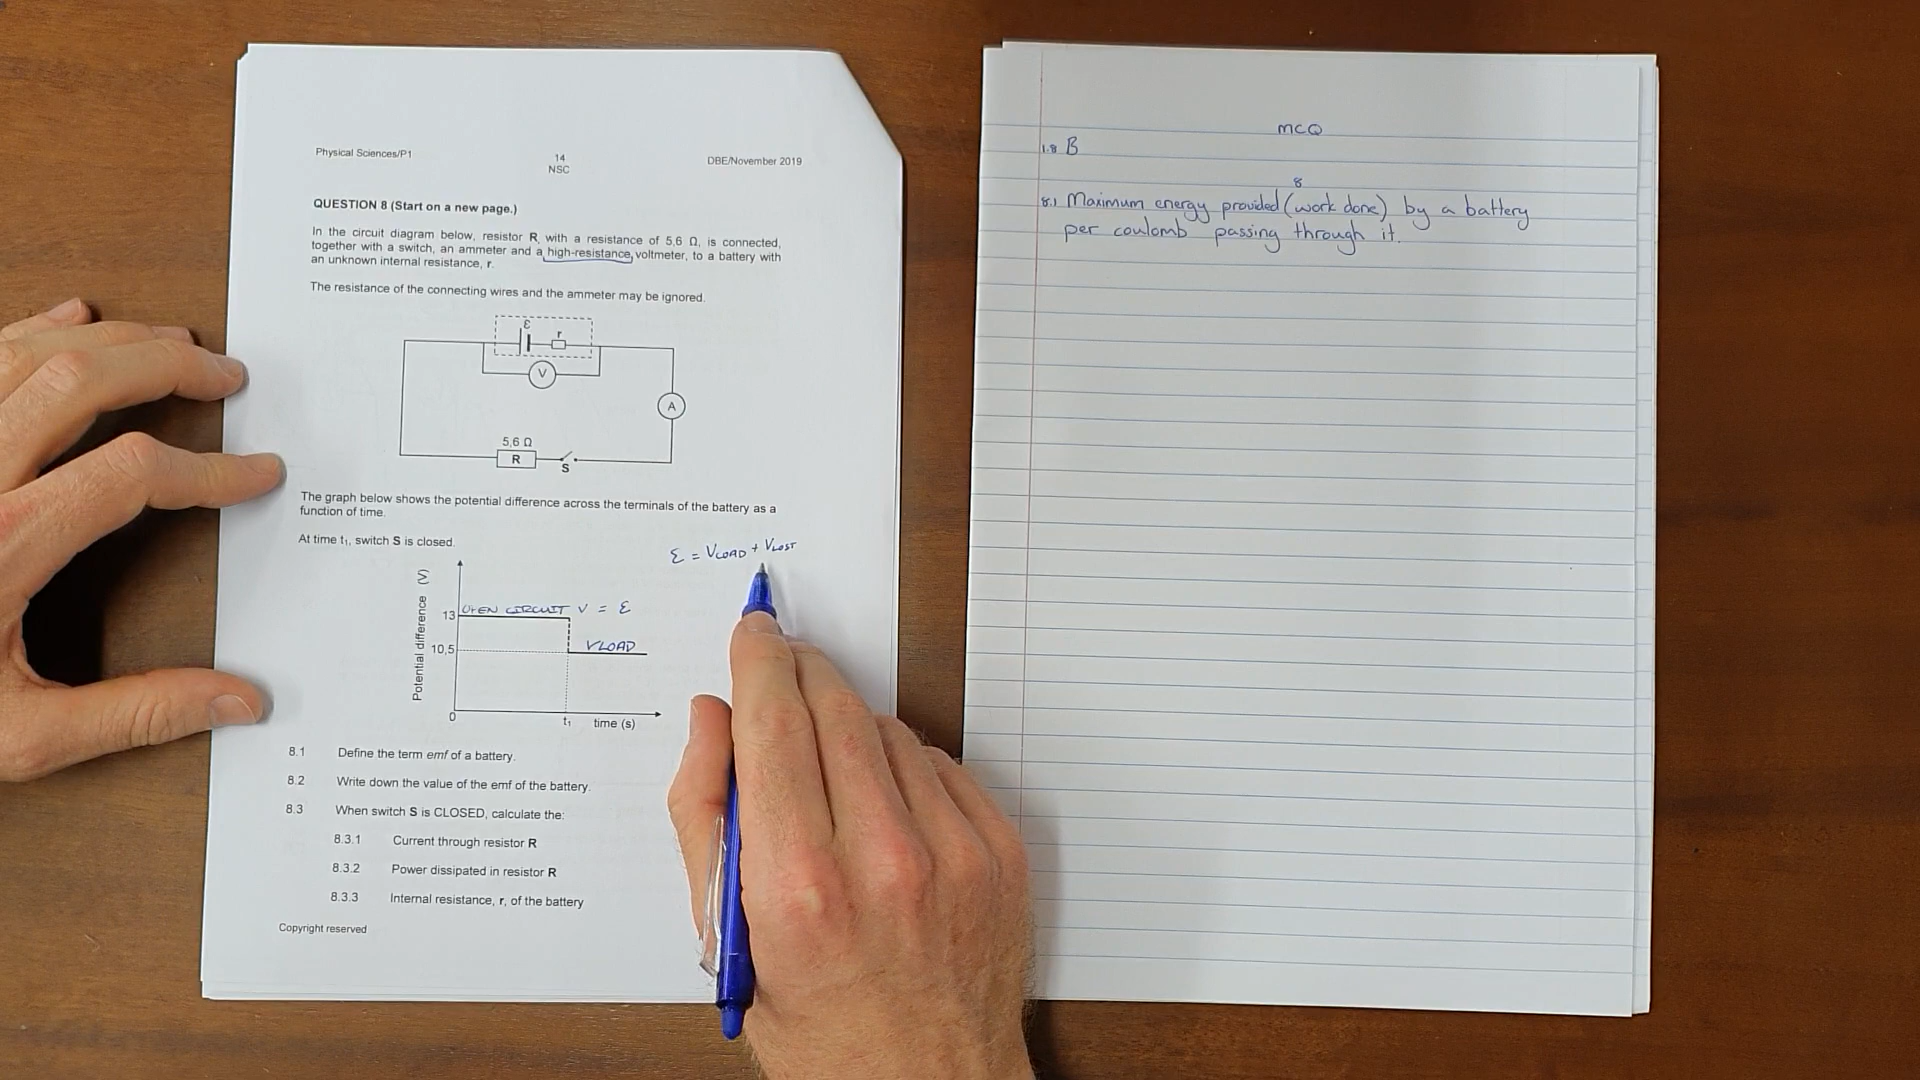 Physical Sciences/P1
14
NSC
DBE/November 2019
QUESTION 8 (Start on a new page.)
In the circuit diagram below, resistor R, with a resistance of 5,6 Ω, is connected,
together with a switch, an ammeter and a high-resistance voltmeter, to a battery with
an unknown internal resistance, r.
The resistance of the connecting wires and the ammeter may be ignored.
Ɛ
r
V
A
5,6 Ω
R
S
The graph below shows the potential difference across the terminals of the battery as a
function of time.
At time t₁, switch S is closed.
Ɛ = VLOAD + VLOST
Potential difference (V)
OPEN CIRCUIT V = Ɛ
13
VLOAD
10,5
0
t₁
time (s)
8.1 Define the term emf of a battery.
8.2 Write down the value of the emf of the battery.
8.3 When switch S is CLOSED, calculate the:
8.3.1 Current through resistor R
8.3.2 Power dissipated in resistor R
8.3.3 Internal resistance, r, of the battery
Copyright reserved
MCQ
1.8 B
8
8.1 Maximum energy provided (work done) by a battery
per coulomb passing through it.